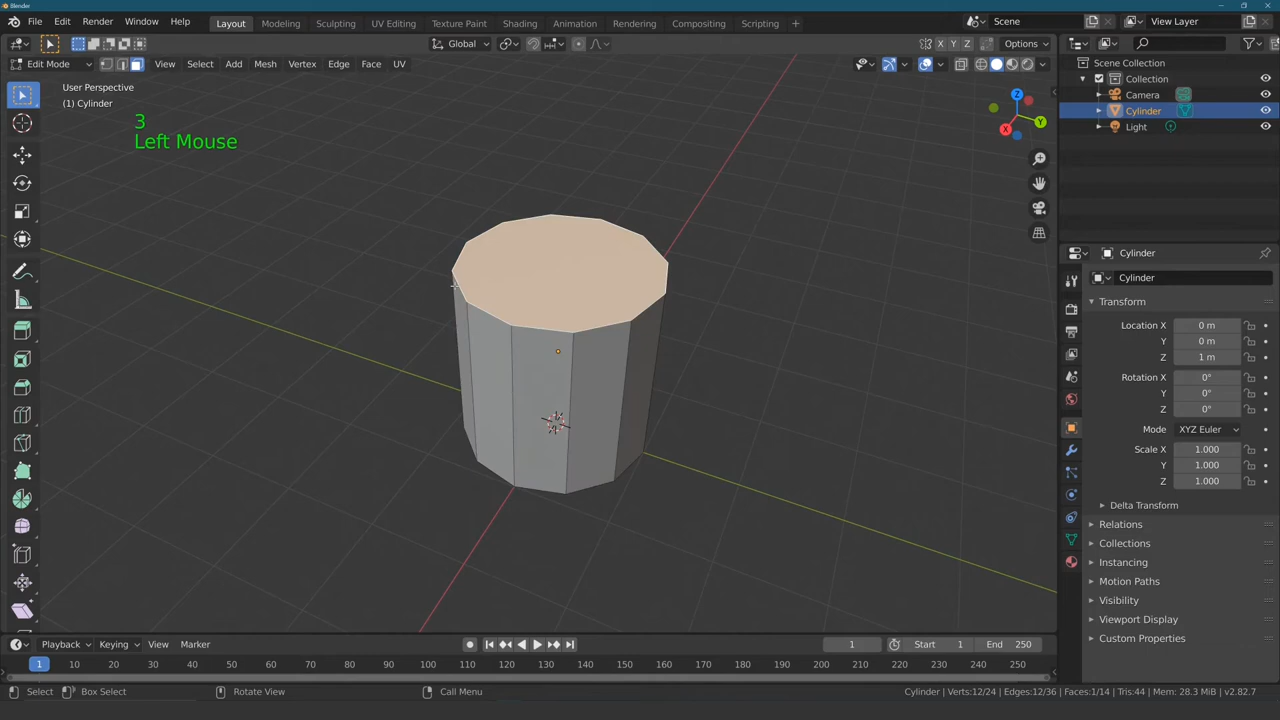 Blender
File Edit Render Window Help Layout Modeling Sculpting UV Editing Texture Paint Shading Animation Rendering Compositing Scripting + Scene View Layer
Global X Y Z Options
Edit Mode View Select Add Mesh Vertex Edge Face UV
User Perspective
(1) Cylinder
3
Left Mouse
Z
Y
X
Scene Collection
Collection
Camera
Cylinder
Light
Cylinder
Cylinder
Transform
Location X 0 m
Y 0 m
Z 1 m
Rotation X 0°
Y 0°
Z 0°
Mode XYZ Euler
Scale X 1.000
Y 1.000
Z 1.000
Delta Transform
Relations
Collections
Instancing
Motion Paths
Visibility
Viewport Display
Custom Properties
Playback Keying View Marker 1 Start 1 End 250
1 10 20 30 40 50 60 70 80 90 100 110 120 130 140 150 160 170 180 190 200 210 220 230 240 250
Select Box Select Rotate View Call Menu Cylinder | Verts:12/24 | Edges:12/36 | Faces:1/14 | Tris:44 | Mem: 28.3 MiB | v2.82.7